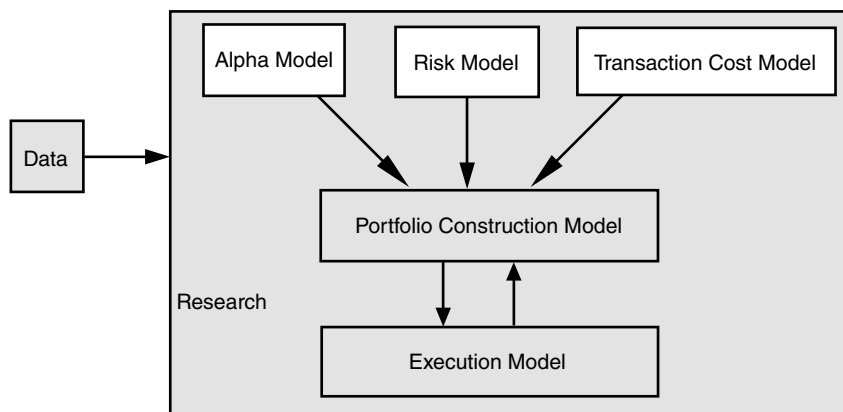 Alpha Model
Risk Model
Transaction Cost Model
Data
Portfolio Construction Model
Research
Execution Model